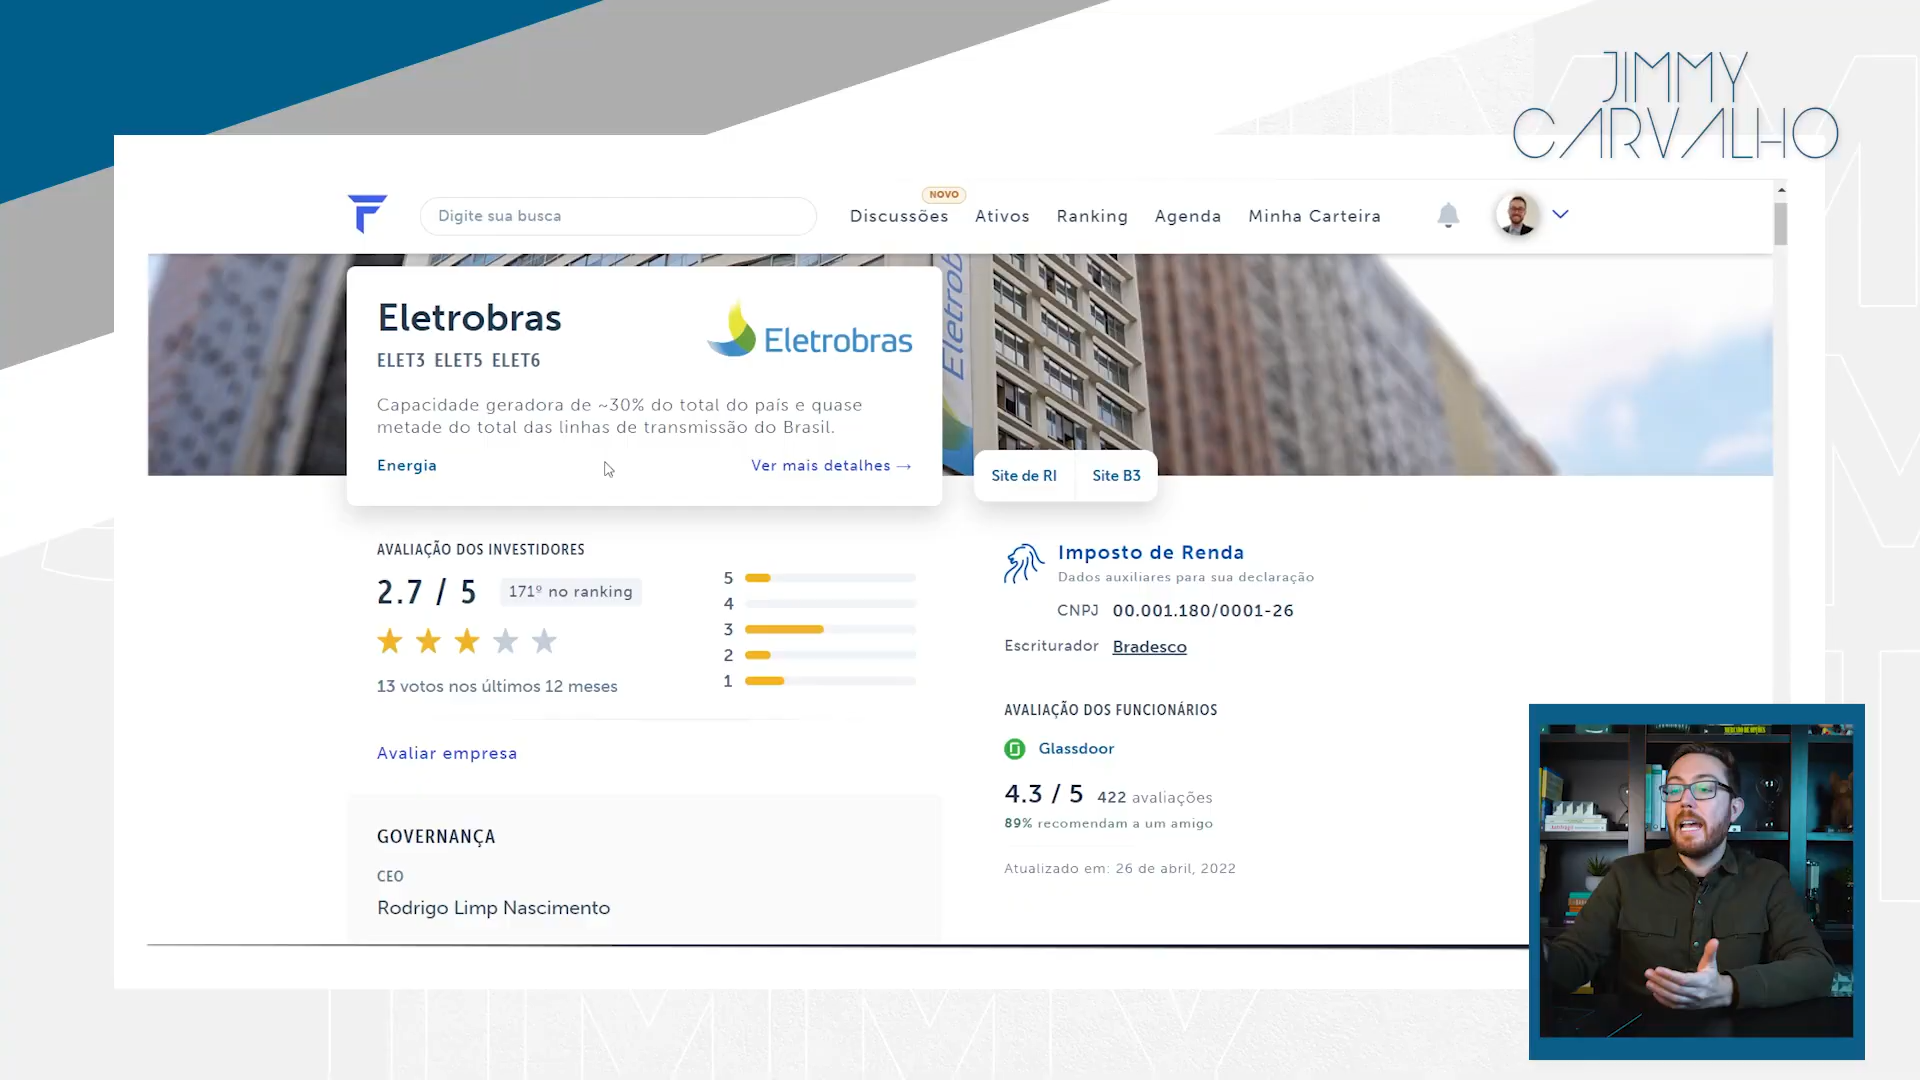 JIMMY
CARVALHO
Digite sua busca
NOVO
Discussões Ativos Ranking Agenda Minha Carteira
Eletrobras
Eletrobras
ELET3 ELET5 ELET6
Capacidade geradora de ~30% do total do país e quase
metade do total das linhas de transmissão do Brasil.
Energia
Ver mais detalhes →
Eletrob
Site de RI
Site B3
AVALIAÇÃO DOS INVESTIDORES
2.7 / 5
171º no ranking
13 votos nos últimos 12 meses
5
4
3
2
1
Avaliar empresa
Imposto de Renda
Dados auxiliares para sua declaração
CNPJ 00.001.180/0001-26
Escriturador Bradesco
AVALIAÇÃO DOS FUNCIONÁRIOS
Glassdoor
4.3 / 5 422 avaliações
89% recomendam a um amigo
Atualizado em: 26 de abril, 2022
GOVERNANÇA
CEO
Rodrigo Limp Nascimento